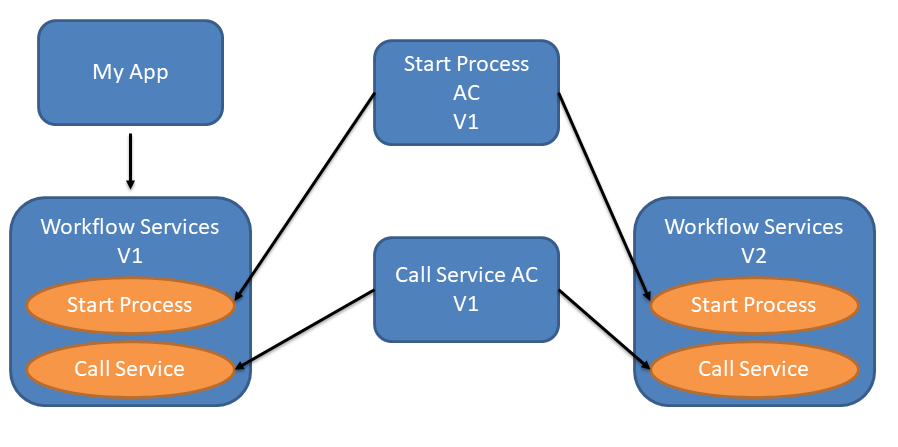 My App
Start Process
AC
V1
Workflow Services
V1
Start Process
Call Service
Call Service AC
V1
Workflow Services
V2
Start Process
Call Service